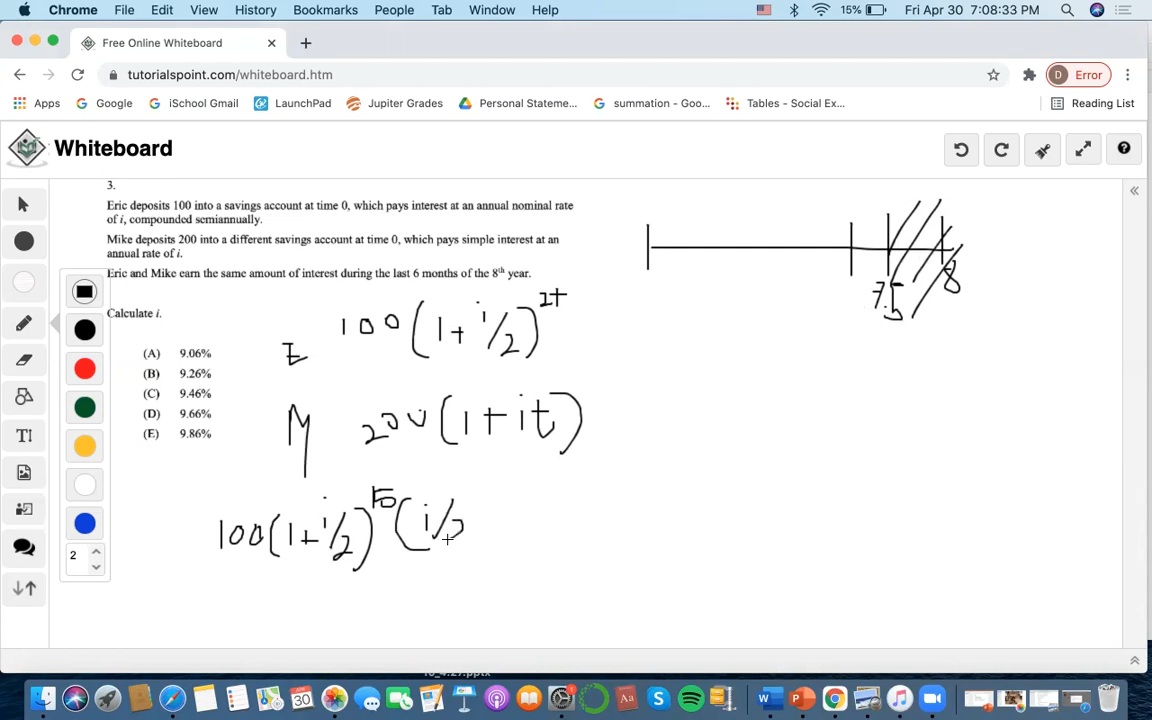 Chrome File Edit View History Bookmarks People Tab Window Help 15% Fri Apr 30 7:08:33 PM
Free Online Whiteboard
tutorialspoint.com/whiteboard.htm D Error
Apps Google iSchool Gmail LaunchPad Jupiter Grades Personal Stateme... summation - Goo... Tables - Social Ex... Reading List
Whiteboard
3.
Eric deposits 100 into a savings account at time 0, which pays interest at an annual nominal rate
of i, compounded semiannually.
Mike deposits 200 into a different savings account at time 0, which pays simple interest at an
annual rate of i.
Eric and Mike earn the same amount of interest during the last 6 months of the 8th year.
Calculate i.
(A) 9.06%
(B) 9.26%
(C) 9.46%
(D) 9.66%
(E) 9.86%
7.5 8
E 100(1+i/2)^2t
M 200(1+it)
100(1+i/2)^15(i/2
T
2
Aa
W
P